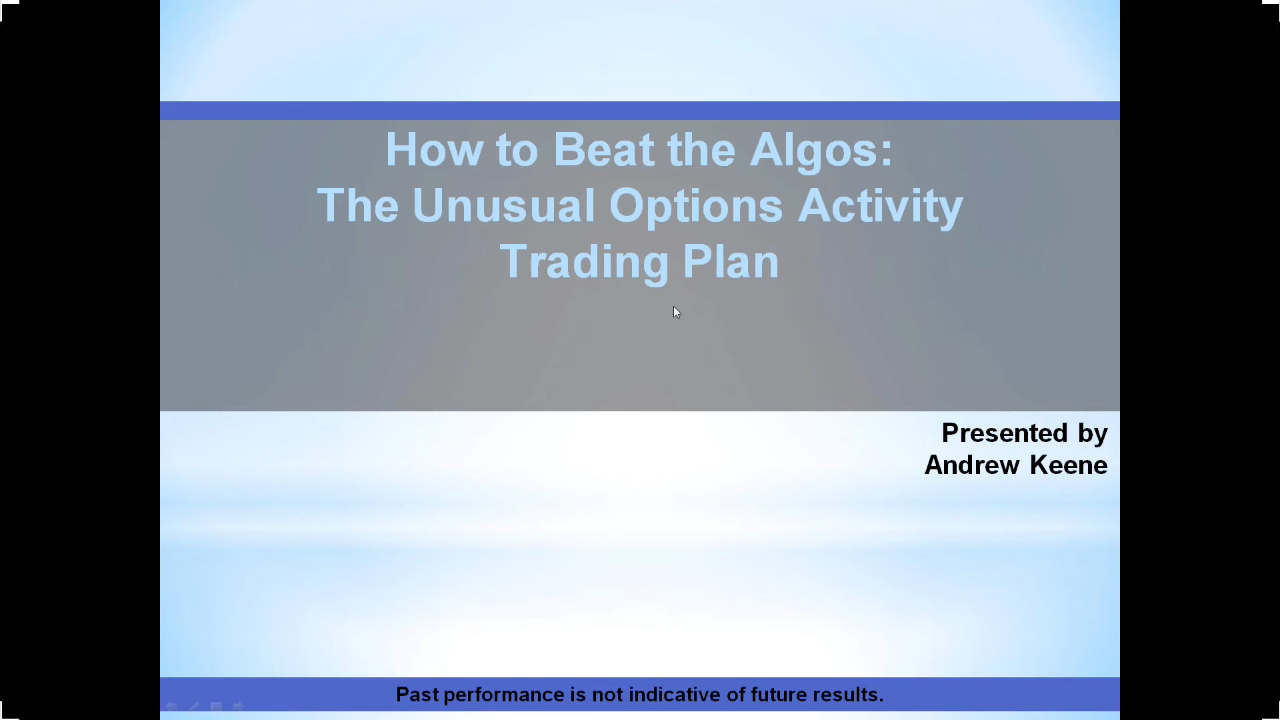 How to Beat the Algos:
The Unusual Options Activity
Trading Plan
Presented by
Andrew Keene
Past performance is not indicative of future results.